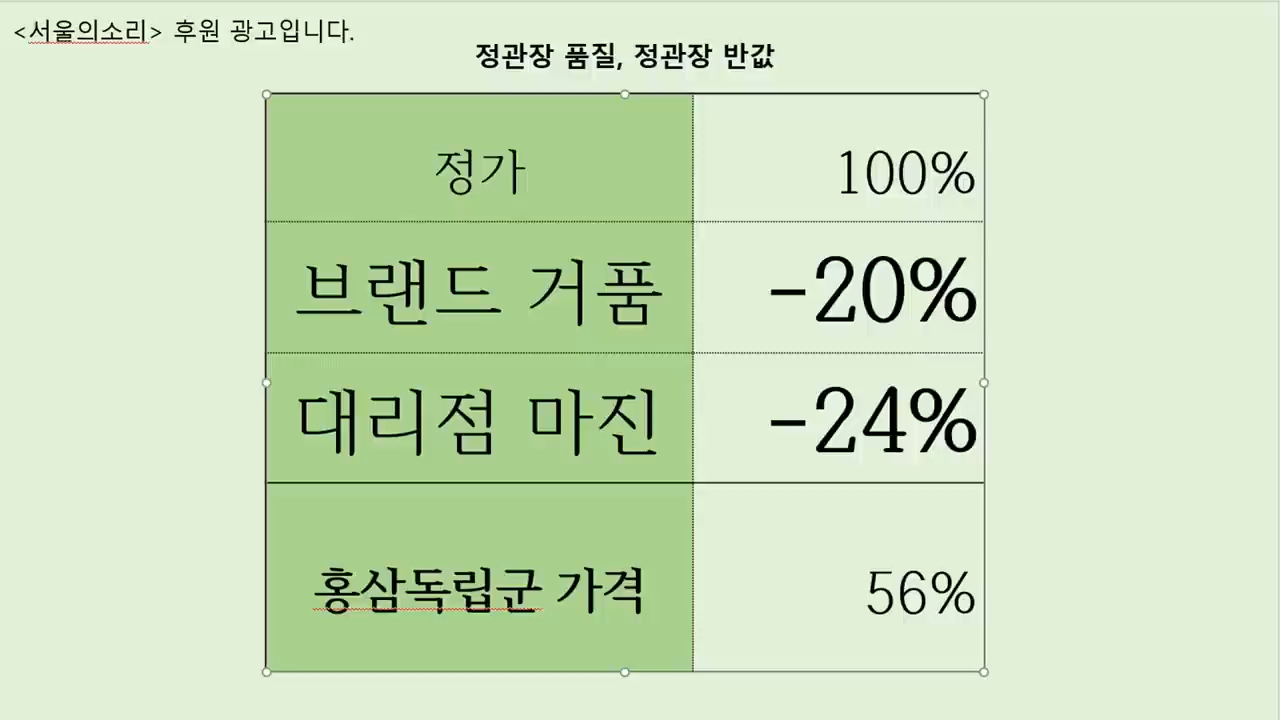 <서울의소리> 후원 광고입니다.
정관장 품질, 정관장 반값
정가 100%
브랜드 거품 -20%
대리점 마진 -24%
홍삼독립군 가격 56%